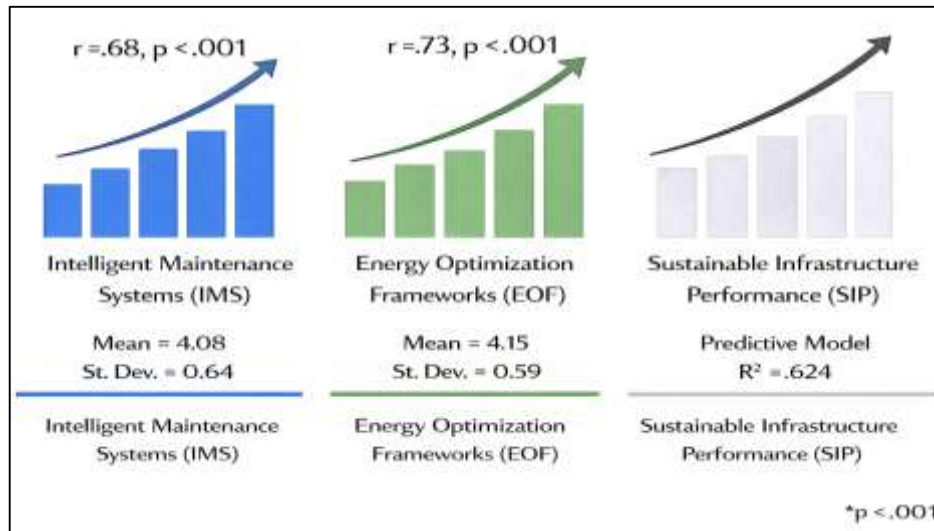 r =.68, p < .001
r =.73, p < .001
Intelligent Maintenance
Systems (IMS)
Energy Optimization
Frameworks (EOF)
Sustainable Infrastructure
Performance (SIP)
Mean = 4.08
St. Dev. = 0.64
Mean = 4.15
St. Dev. = 0.59
Predictive Model
R² = .624
Intelligent Maintenance
Systems (IMS)
Energy Optimization
Frameworks (EOF)
Sustainable Infrastructure
Performance (SIP)
*p < .001